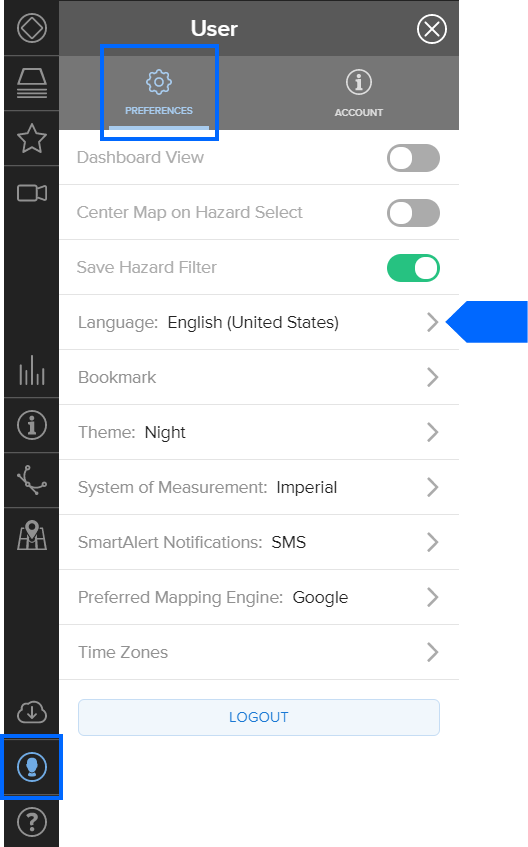 User
PREFERENCES
ACCOUNT
Dashboard View
Center Map on Hazard Select
Save Hazard Filter
Language: English (United States)
Bookmark
Theme: Night
System of Measurement: Imperial
SmartAlert Notifications: SMS
Preferred Mapping Engine: Google
Time Zones
LOGOUT